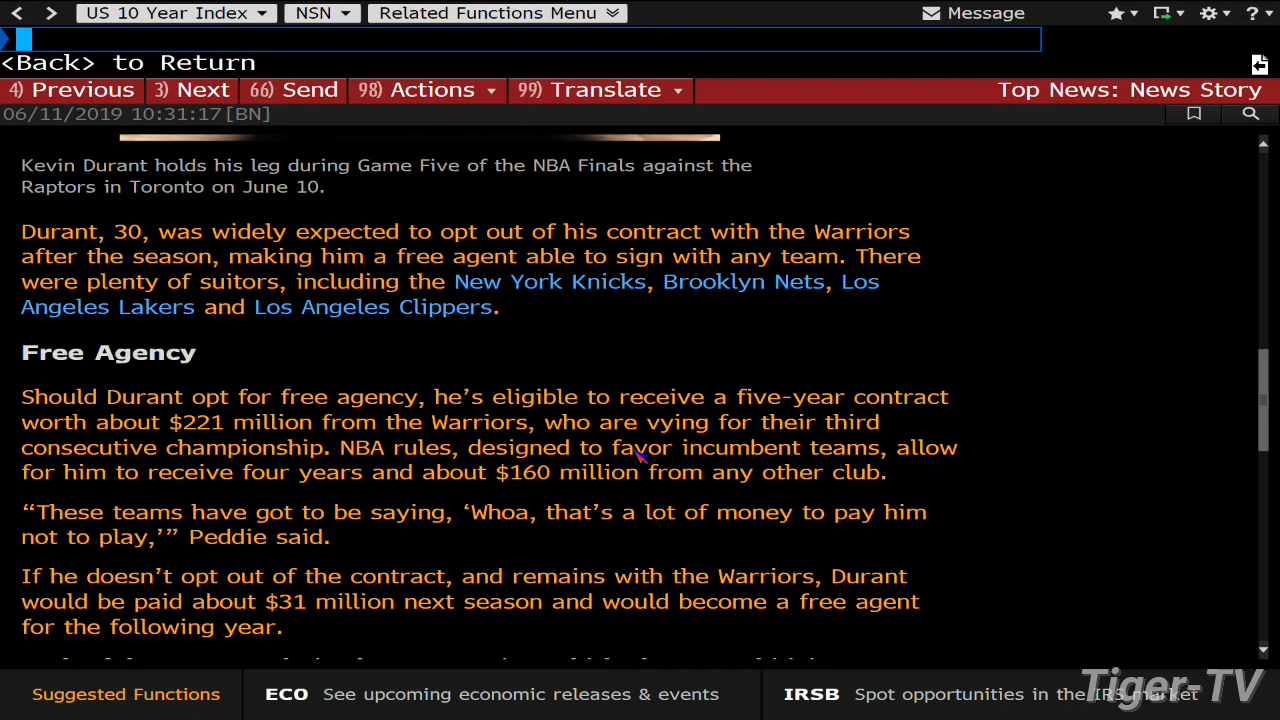 US 10 Year Index NSN Related Functions Menu Message ?
<Back> to Return
4) Previous 3) Next 66) Send 98) Actions 99) Translate Top News: News Story
06/11/2019 10:31:17[BN]
Kevin Durant holds his leg during Game Five of the NBA Finals against the
Raptors in Toronto on June 10.
Durant, 30, was widely expected to opt out of his contract with the Warriors
after the season, making him a free agent able to sign with any team. There
were plenty of suitors, including the New York Knicks, Brooklyn Nets, Los
Angeles Lakers and Los Angeles Clippers.
Free Agency
Should Durant opt for free agency, he’s eligible to receive a five-year contract
worth about $221 million from the Warriors, who are vying for their third
consecutive championship. NBA rules, designed to favor incumbent teams, allow
for him to receive four years and about $160 million from any other club.
“These teams have got to be saying, ‘Whoa, that’s a lot of money to pay him
not to play,’” Peddie said.
If he doesn’t opt out of the contract, and remains with the Warriors, Durant
would be paid about $31 million next season and would become a free agent
for the following year.
Suggested Functions ECO See upcoming economic releases & events IRSB Spot opportunities in the IRS market
Tiger-TV